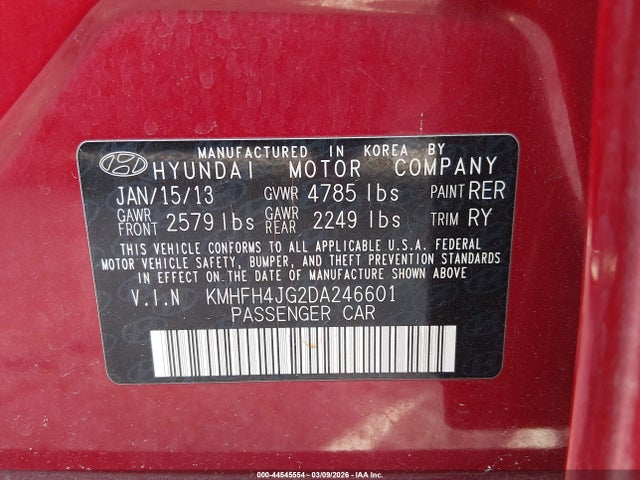 MANUFACTURED IN KOREA BY
HYUNDAI MOTOR COMPANY
JAN/15/13 GVWR 4785 lbs PAINT RER
GAWR FRONT 2579 lbs GAWR REAR 2249 lbs TRIM RY
THIS VEHICLE CONFORMS TO ALL APPLICABLE U.S.A. FEDERAL
MOTOR VEHICLE SAFETY, BUMPER, AND THEFT PREVENTION STANDARDS
IN EFFECT ON THE DATE OF MANUFACTURE SHOWN ABOVE
V.I.N KMHFH4JG2DA246601
PASSENGER CAR
000-44545554 | 03/09/2026 - IAA Inc.